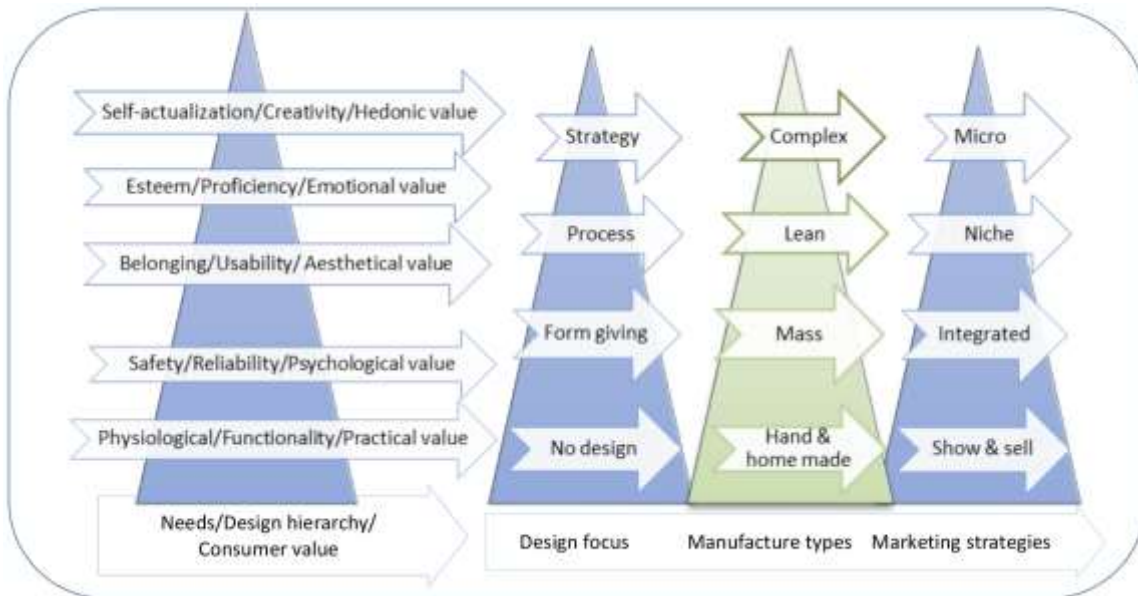 Self-actualization/Creativity/Hedonic value
Esteem/Proficiency/Emotional value
Belonging/Usability/ Aesthetical value
Safety/Reliability/Psychological value
Physiological/Functionality/Practical value
Needs/Design hierarchy/
Consumer value
Strategy
Process
Form giving
No design
Design focus
Complex
Lean
Mass
Hand &
home made
Manufacture types
Micro
Niche
Integrated
Show & sell
Marketing strategies